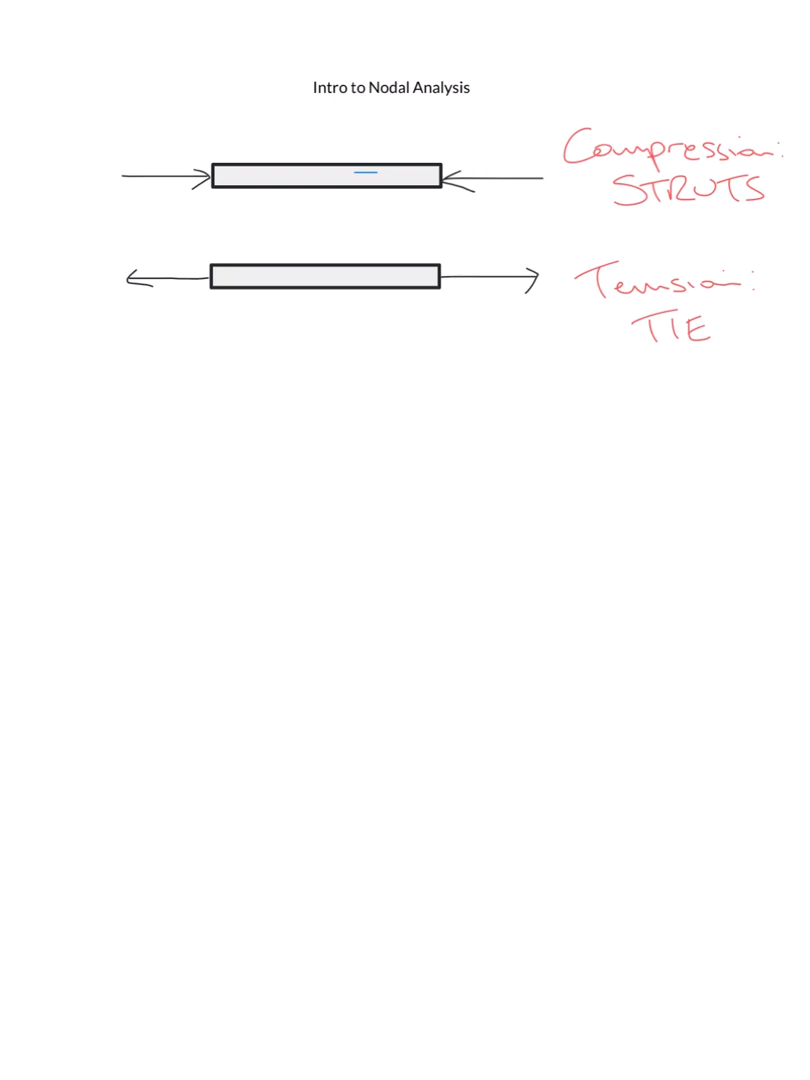 Intro to Nodal Analysis
Compression:
STRUTS
Tension:
TIE